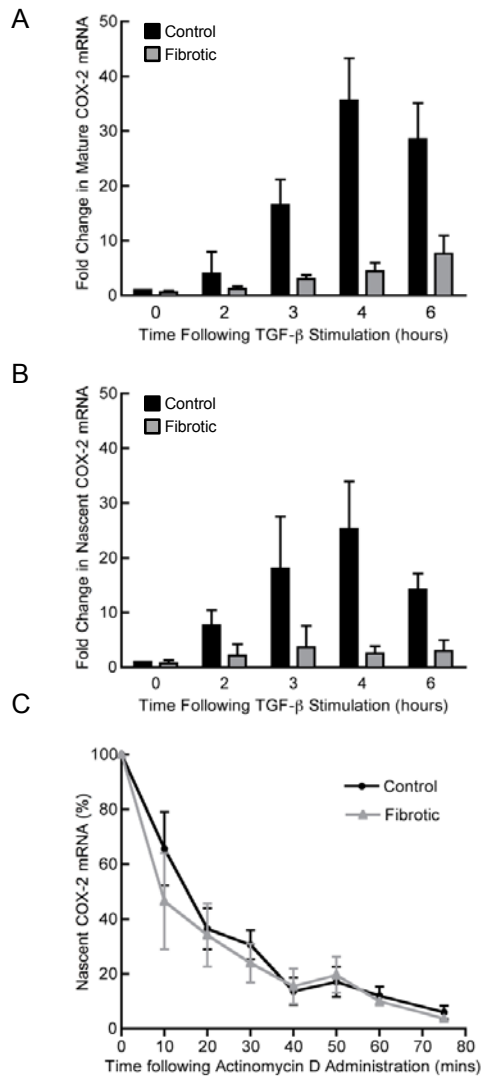 A
Control
Fibrotic
Fold Change in Mature COX-2 mRNA
50
40
30
20
10
0
0 2 3 4 6
Time Following TGF-β Stimulation (hours)
B
Control
Fibrotic
Fold Change in Nascent COX-2 mRNA
50
40
30
20
10
0
0 2 3 4 6
Time Following TGF-β Stimulation (hours)
C
Control
Fibrotic
Nascent COX-2 mRNA (%)
100
80
60
40
20
0
0 10 20 30 40 50 60 70 80
Time following Actinomycin D Administration (mins)